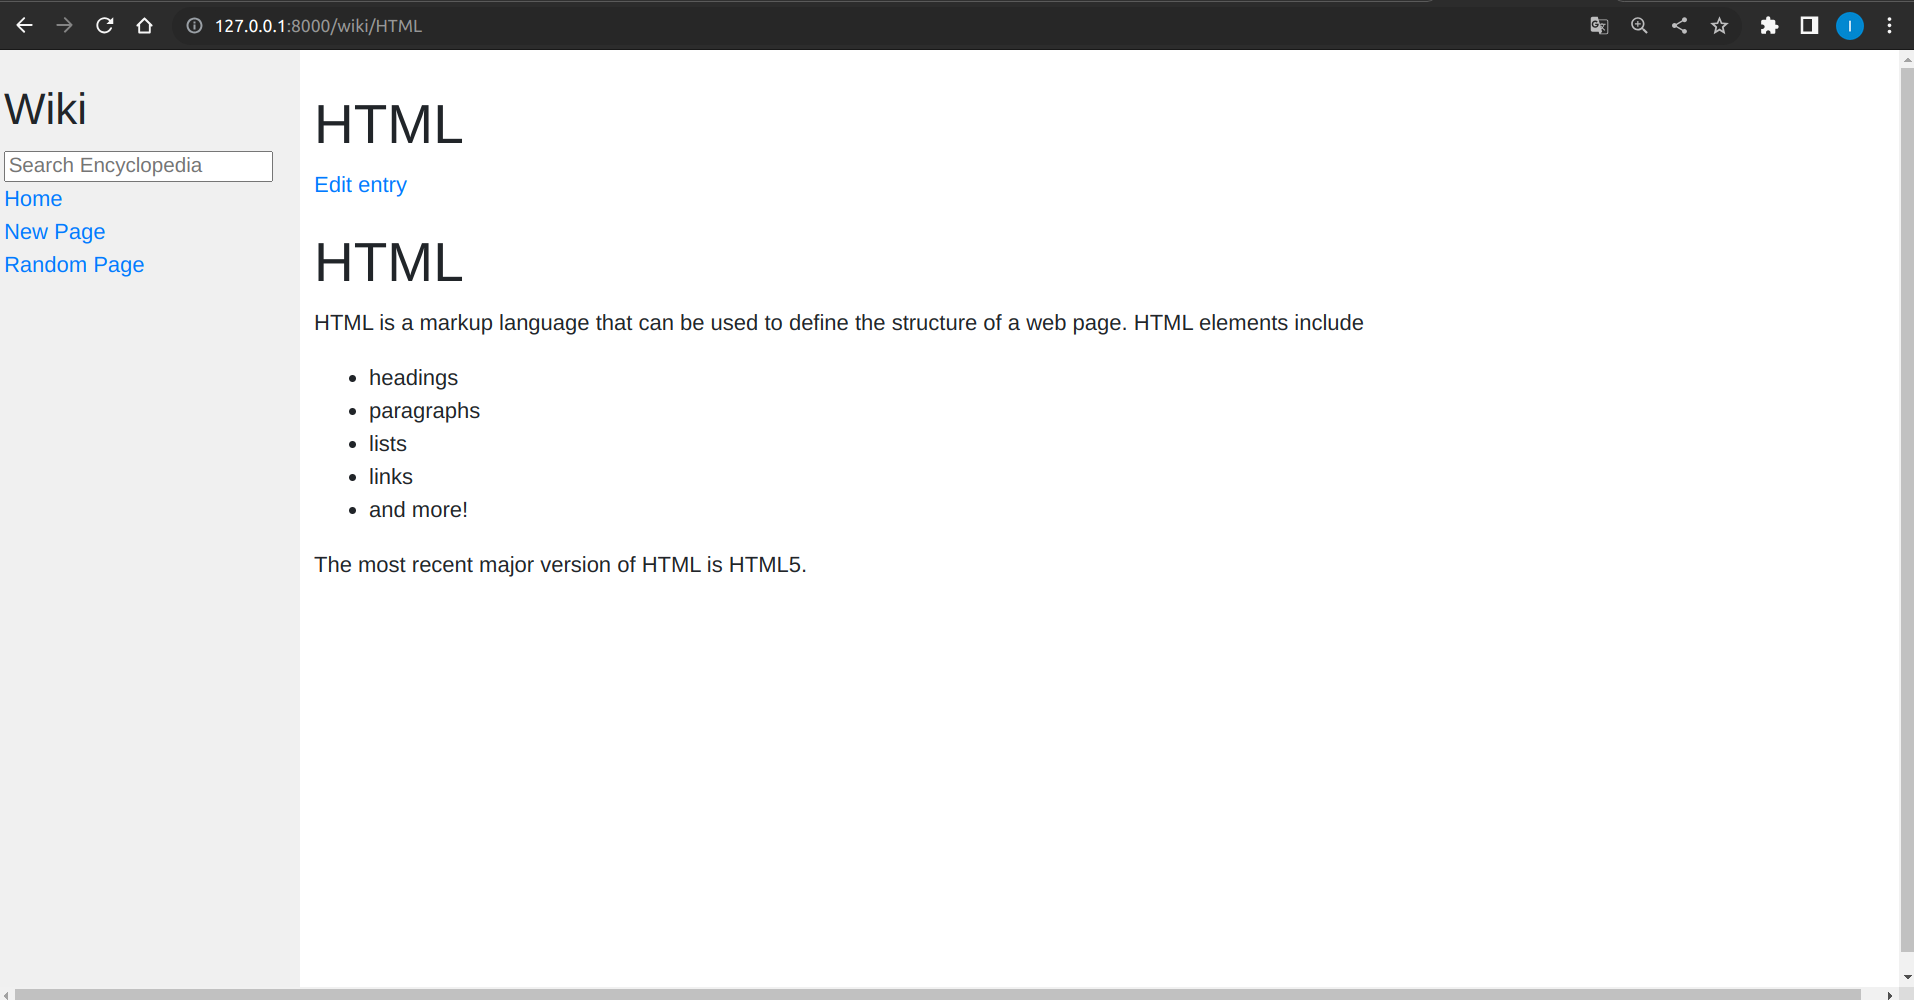 127.0.0.1:8000/wiki/HTML
I
Wiki
Search Encyclopedia
Home
New Page
Random Page
HTML
Edit entry
HTML
HTML is a markup language that can be used to define the structure of a web page. HTML elements include
headings
paragraphs
lists
links
and more!
The most recent major version of HTML is HTML5.